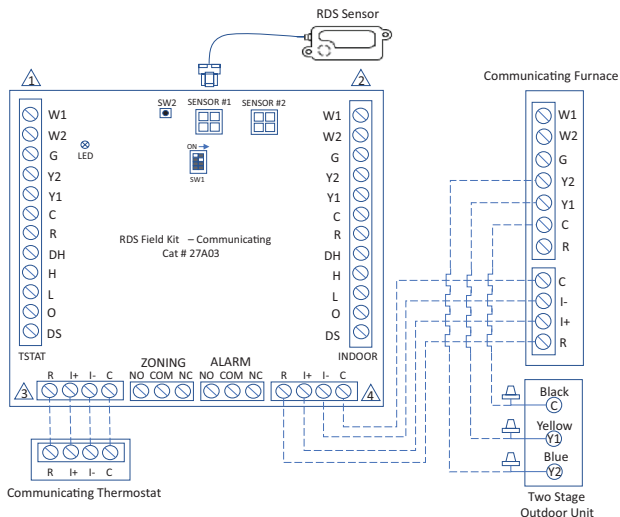 RDS Sensor
1
2
SW2
SENSOR #1
SENSOR #2
LED
ON
SW1
W1
W2
G
Y2
Y1
C
R
DH
H
L
O
DS
TSTAT
RDS Field Kit – Communicating
Cat # 27A03
W1
W2
G
Y2
Y1
C
R
DH
H
L
O
DS
INDOOR
3
R I+ I- C
ZONING
NO COM NC
ALARM
NO COM NC
R I+ I- C
4
R I+ I- C
Communicating Thermostat
Communicating Furnace
W1
W2
G
Y2
Y1
C
R
C
I-
I+
R
Black
C
Yellow
Y1
Blue
Y2
Two Stage
Outdoor Unit